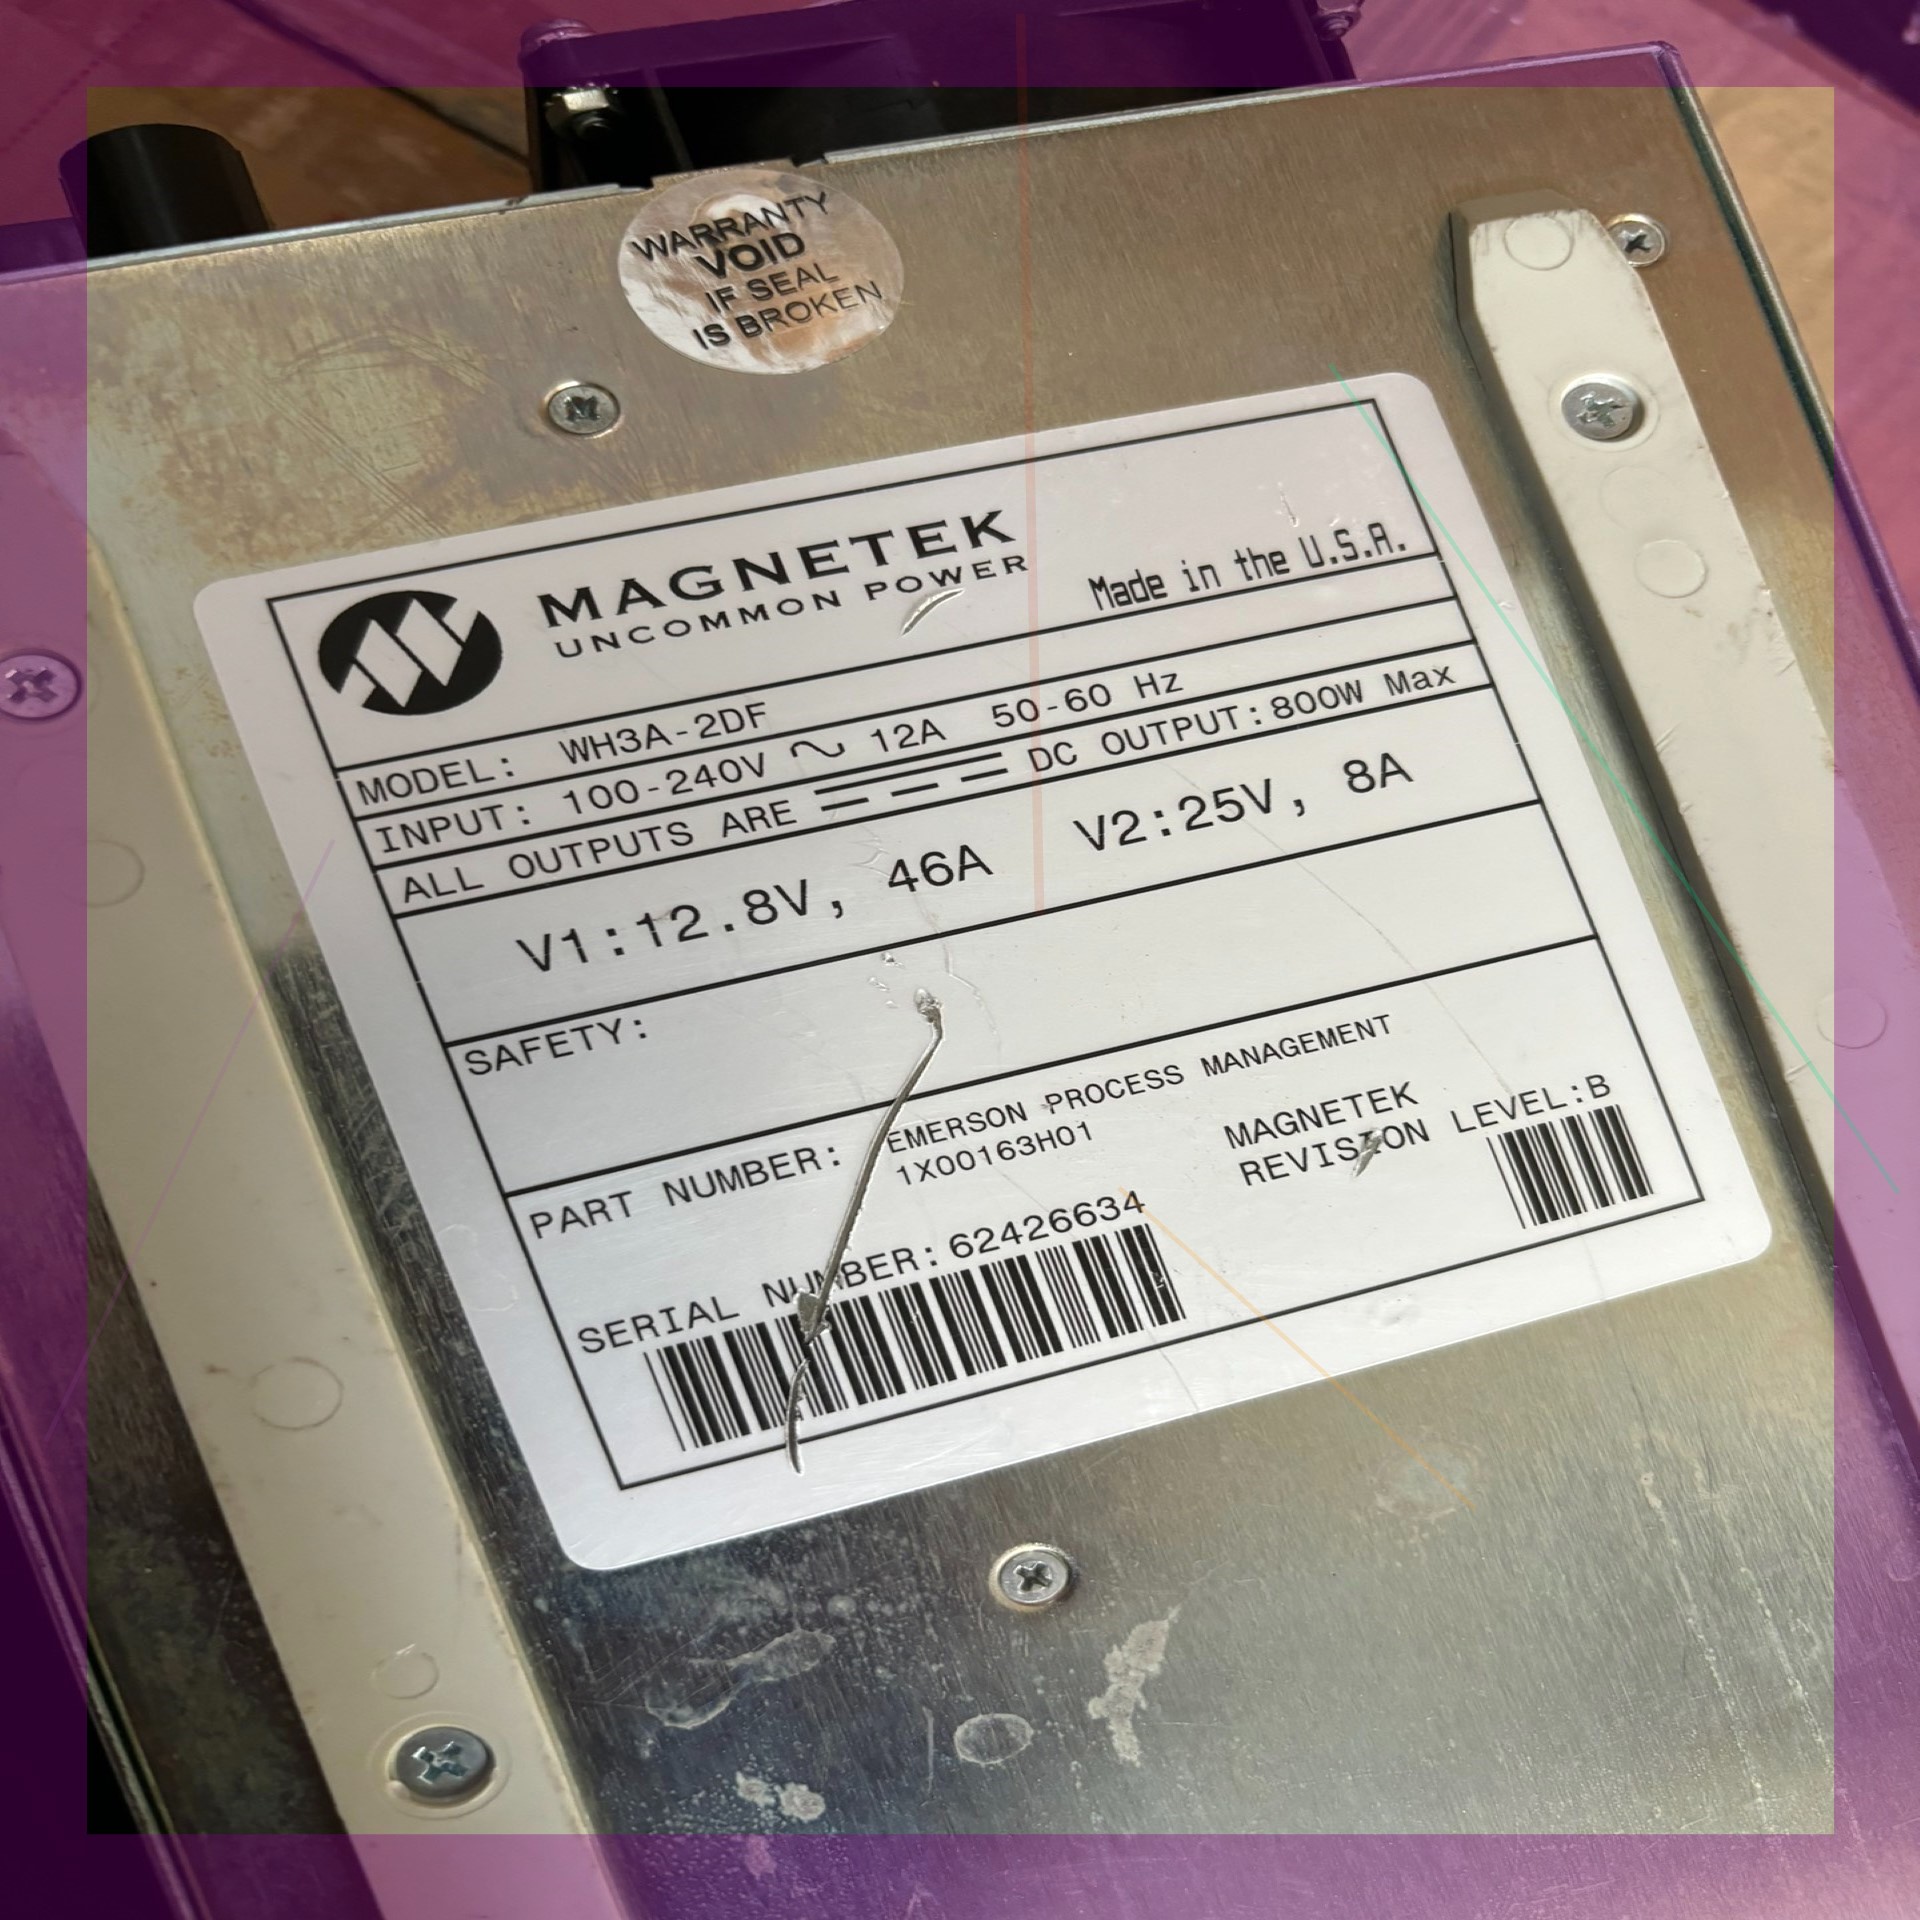 WARRANTY
VOID
IF SEAL
IS BROKEN
MAGNETEK
UNCOMMON POWER
Made in the U.S.A.
MODEL: WH3A-2DF
INPUT: 100-240V ~ 12A 50-60 Hz
ALL OUTPUTS ARE DC OUTPUT:800W Max
V1:12.8V, 46A V2:25V, 8A
SAFETY:
PART NUMBER: EMERSON PROCESS MANAGEMENT
1X00163H01
MAGNETEK
REVISION LEVEL:B
SERIAL NUMBER: 62426634